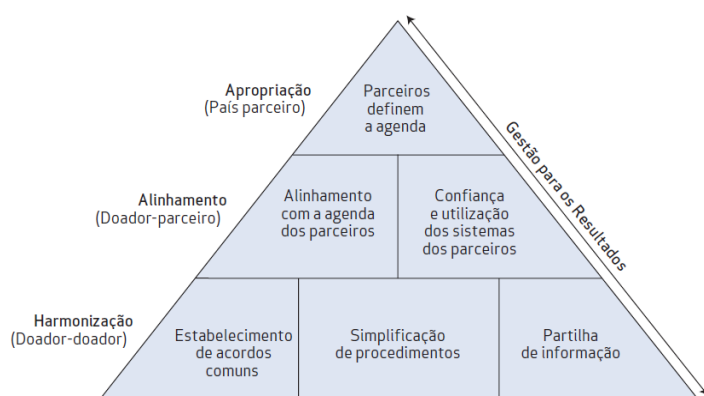 Apropriação
(País parceiro)
Parceiros
definem
a agenda
Gestão para os Resultados
Alinhamento
(Doador-parceiro)
Alinhamento
com a agenda
dos parceiros
Confiança
e utilização
dos sistemas
dos parceiros
Harmonização
(Doador-doador)
Estabelecimento
de acordos
comuns
Simplificação
de procedimentos
Partilha
de informação